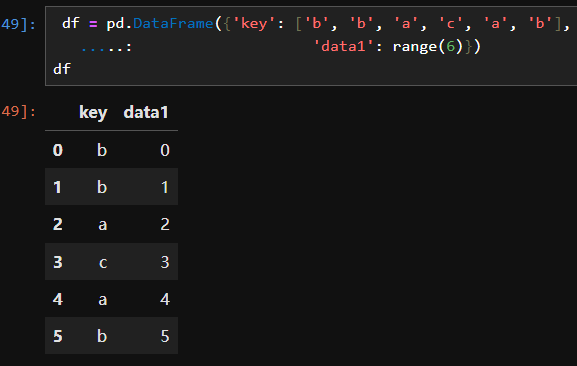 49]: df = pd.DataFrame({'key': ['b', 'b', 'a', 'c', 'a', 'b'],
.....: 'data1': range(6)})
df
49]:
key data1
0 b 0
1 b 1
2 a 2
3 c 3
4 a 4
5 b 5